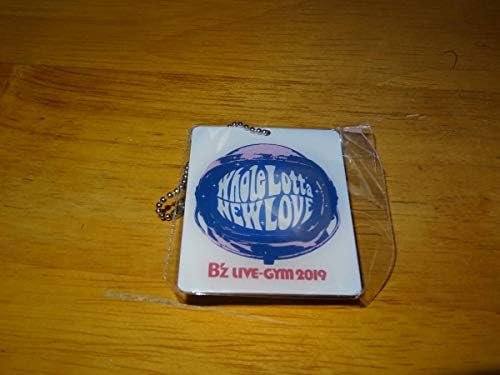 Whole Lotta
NEW LOVE
B'z LIVE-GYM 2019